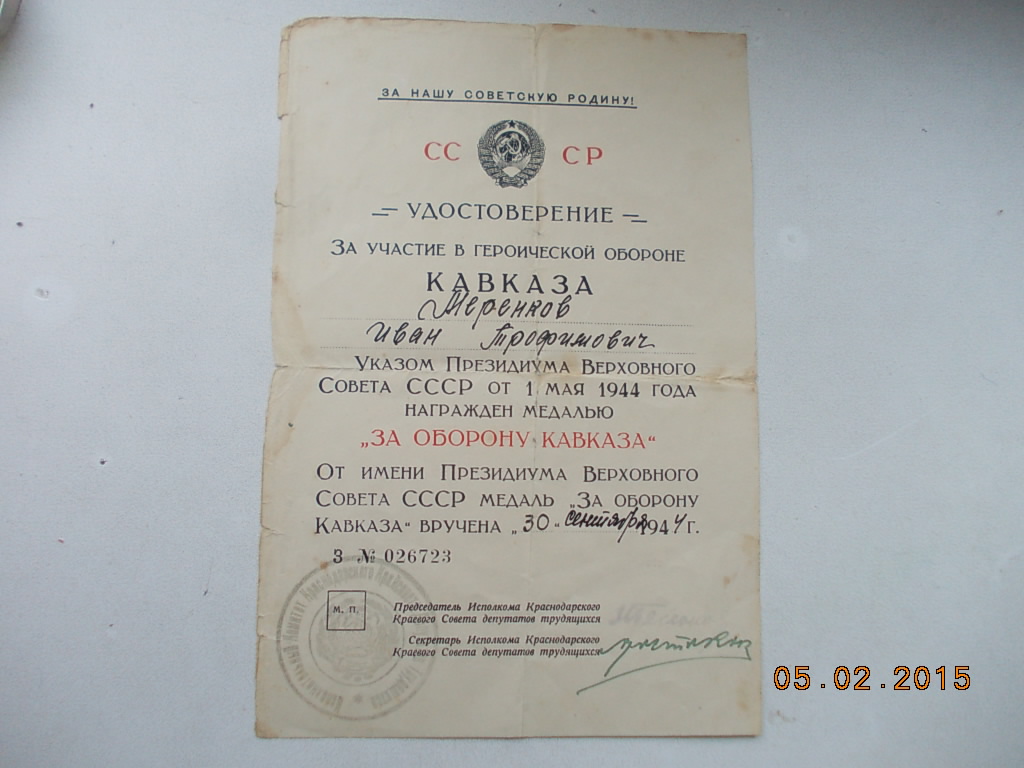 ЗА НАШУ СОВЕТСКУЮ РОДИНУ!
СС СР
УДОСТОВЕРЕНИЕ
ЗА УЧАСТИЕ В ГЕРОИЧЕСКОЙ ОБОРОНЕ
КАВКАЗА
Меренков
Иван Трофимович
УКАЗОМ ПРЕЗИДИУМА ВЕРХОВНОГО
СОВЕТА СССР ОТ 1 МАЯ 1944 ГОДА
НАГРАЖДЕН МЕДАЛЬЮ
„ЗА ОБОРОНУ КАВКАЗА“
ОТ ИМЕНИ ПРЕЗИДИУМА ВЕРХОВНОГО
СОВЕТА СССР МЕДАЛЬ „ЗА ОБОРОНУ
КАВКАЗА“ ВРУЧЕНА „30“ сентября 1944 г.
З № 026723
М. П.
Председатель Исполкома Краснодарского
Краевого Совета депутатов трудящихся
Секретарь Исполкома Краснодарского
Краевого Совета депутатов трудящихся
05.02.2015